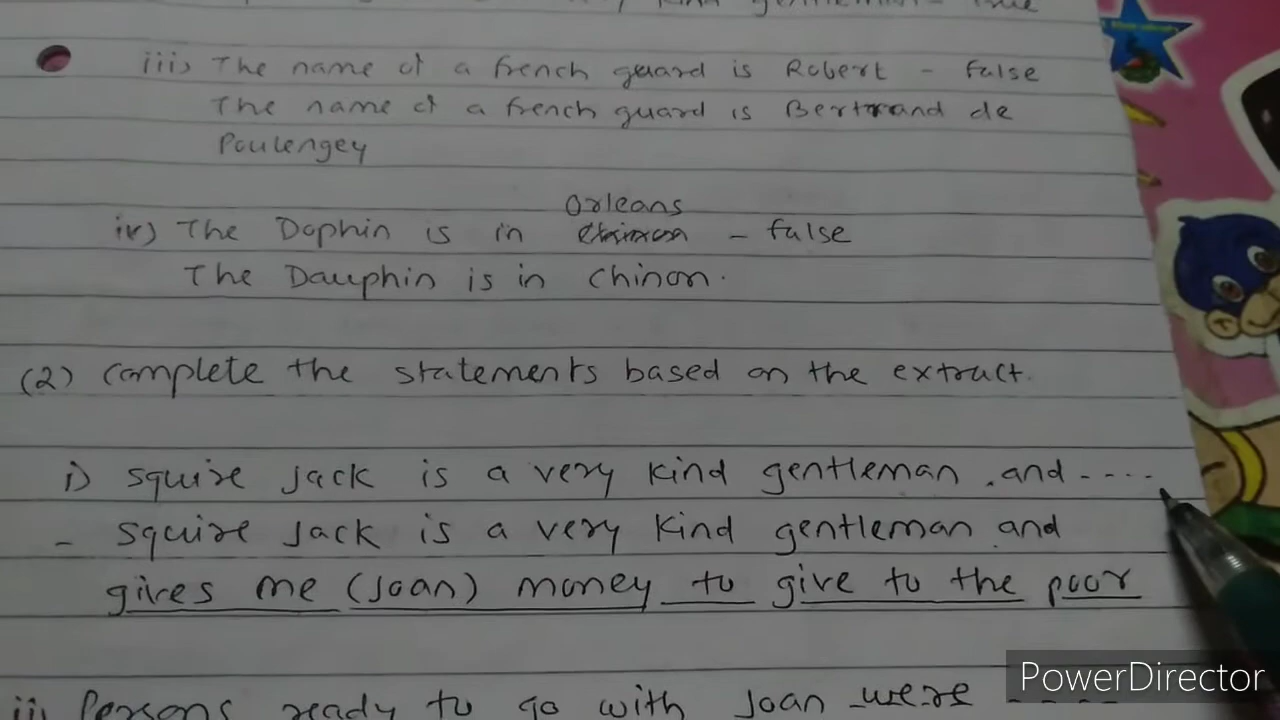 kind gentleman - True
iii) The name of a french guard is Robert - false
The name of a french guard is Bertrand de
Poulengey
Orleans
iv) The Dophin is in - false
The Dauphin is in Chinon.
(2) complete the statements based on the extract.
i) squire Jack is a very kind gentleman and ----
- squire Jack is a very kind gentleman and
gives me (Joan) money to give to the poor
ii) Persons ready to go with Joan were ----
PowerDirector